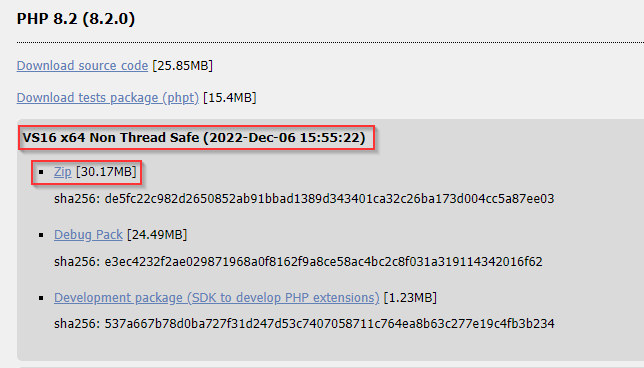 PHP 8.2 (8.2.0)
Download source code [25.85MB]
Download tests package (phpt) [15.4MB]
VS16 x64 Non Thread Safe (2022-Dec-06 15:55:22)
Zip [30.17MB]
sha256: de5fc22c982d2650852ab91bbad1389d343401ca32c26ba173d004cc5a87ee03
Debug Pack [24.49MB]
sha256: e3ec4232f2ae029871968a0f8162f9a8ce58ac4bc2c8f031a319114342016f62
Development package (SDK to develop PHP extensions) [1.23MB]
sha256: 537a667b78d0ba727f31d247d53c7407058711c764ea8b63c277e19c4fb3b234